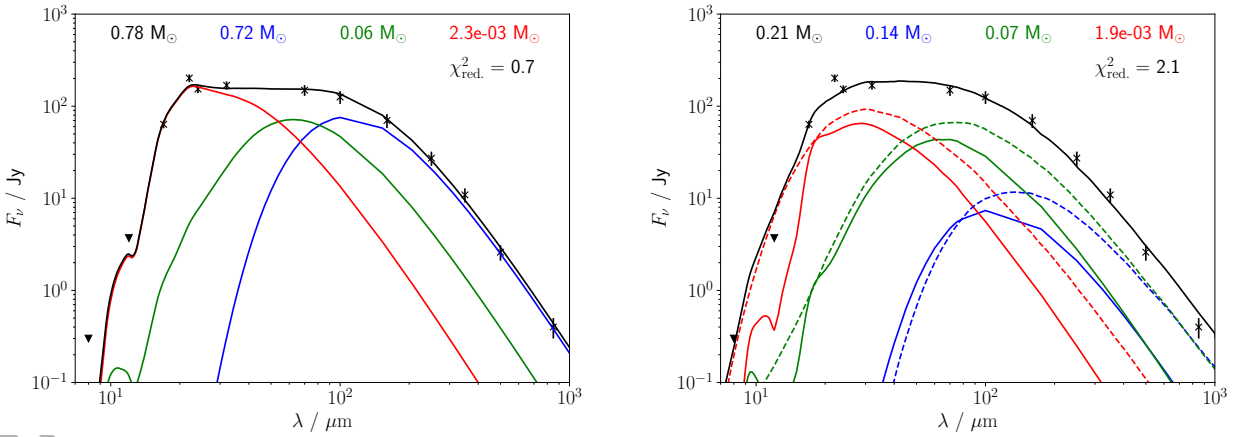 0.78 M☉ 0.72 M☉ 0.06 M☉ 2.3e-03 M☉
χ²red. = 0.7
10³
10²
10¹
10⁰
10⁻¹
Fν / Jy
10¹ 10² 10³
λ / μm
0.21 M☉ 0.14 M☉ 0.07 M☉ 1.9e-03 M☉
χ²red. = 2.1
10³
10²
10¹
10⁰
10⁻¹
Fν / Jy
10¹ 10² 10³
λ / μm